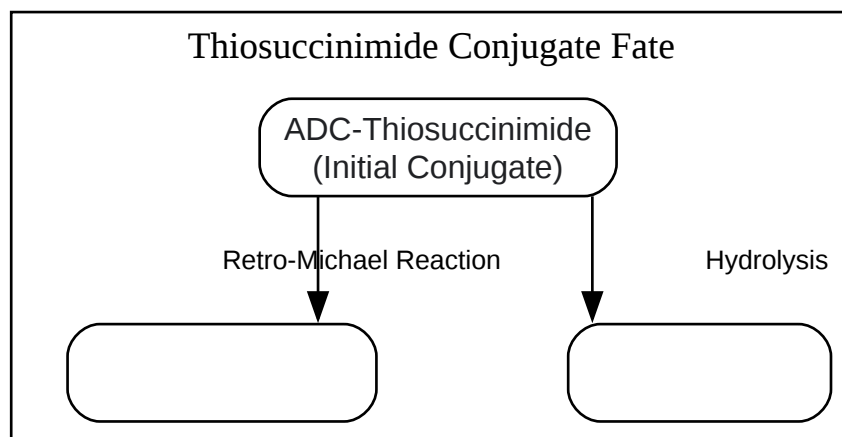 Thiosuccinimide Conjugate Fate
ADC-Thiosuccinimide
(Initial Conjugate)
Retro-Michael Reaction
Hydrolysis